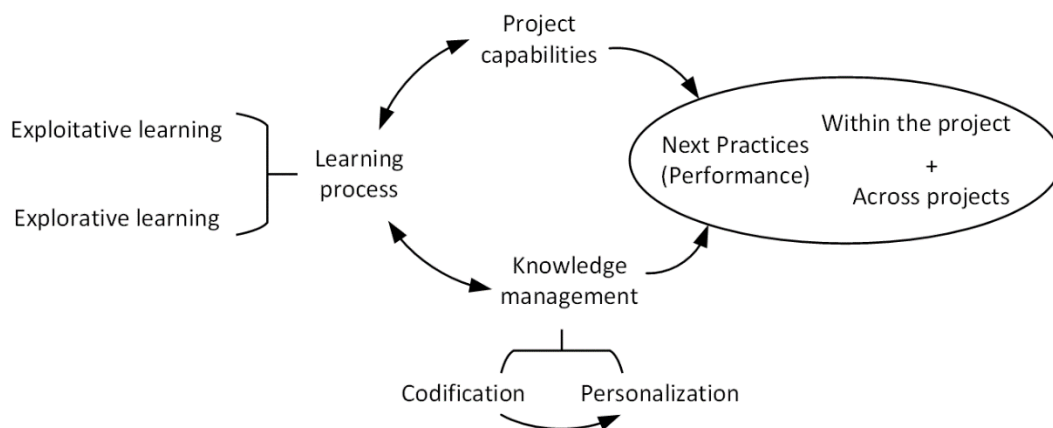 Project
capabilities
Exploitative learning
Explorative learning
Learning
process
Next Practices
(Performance)
Within the project
+
Across projects
Knowledge
management
Codification
Personalization